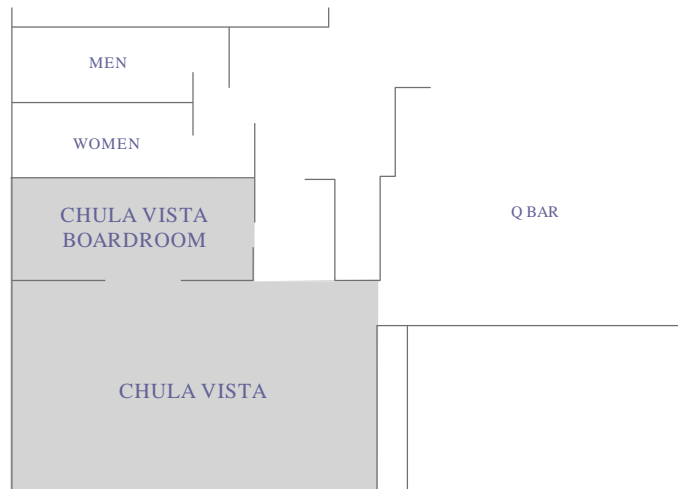 MEN
WOMEN
CHULA VISTA
BOARDROOM
Q BAR
CHULA VISTA